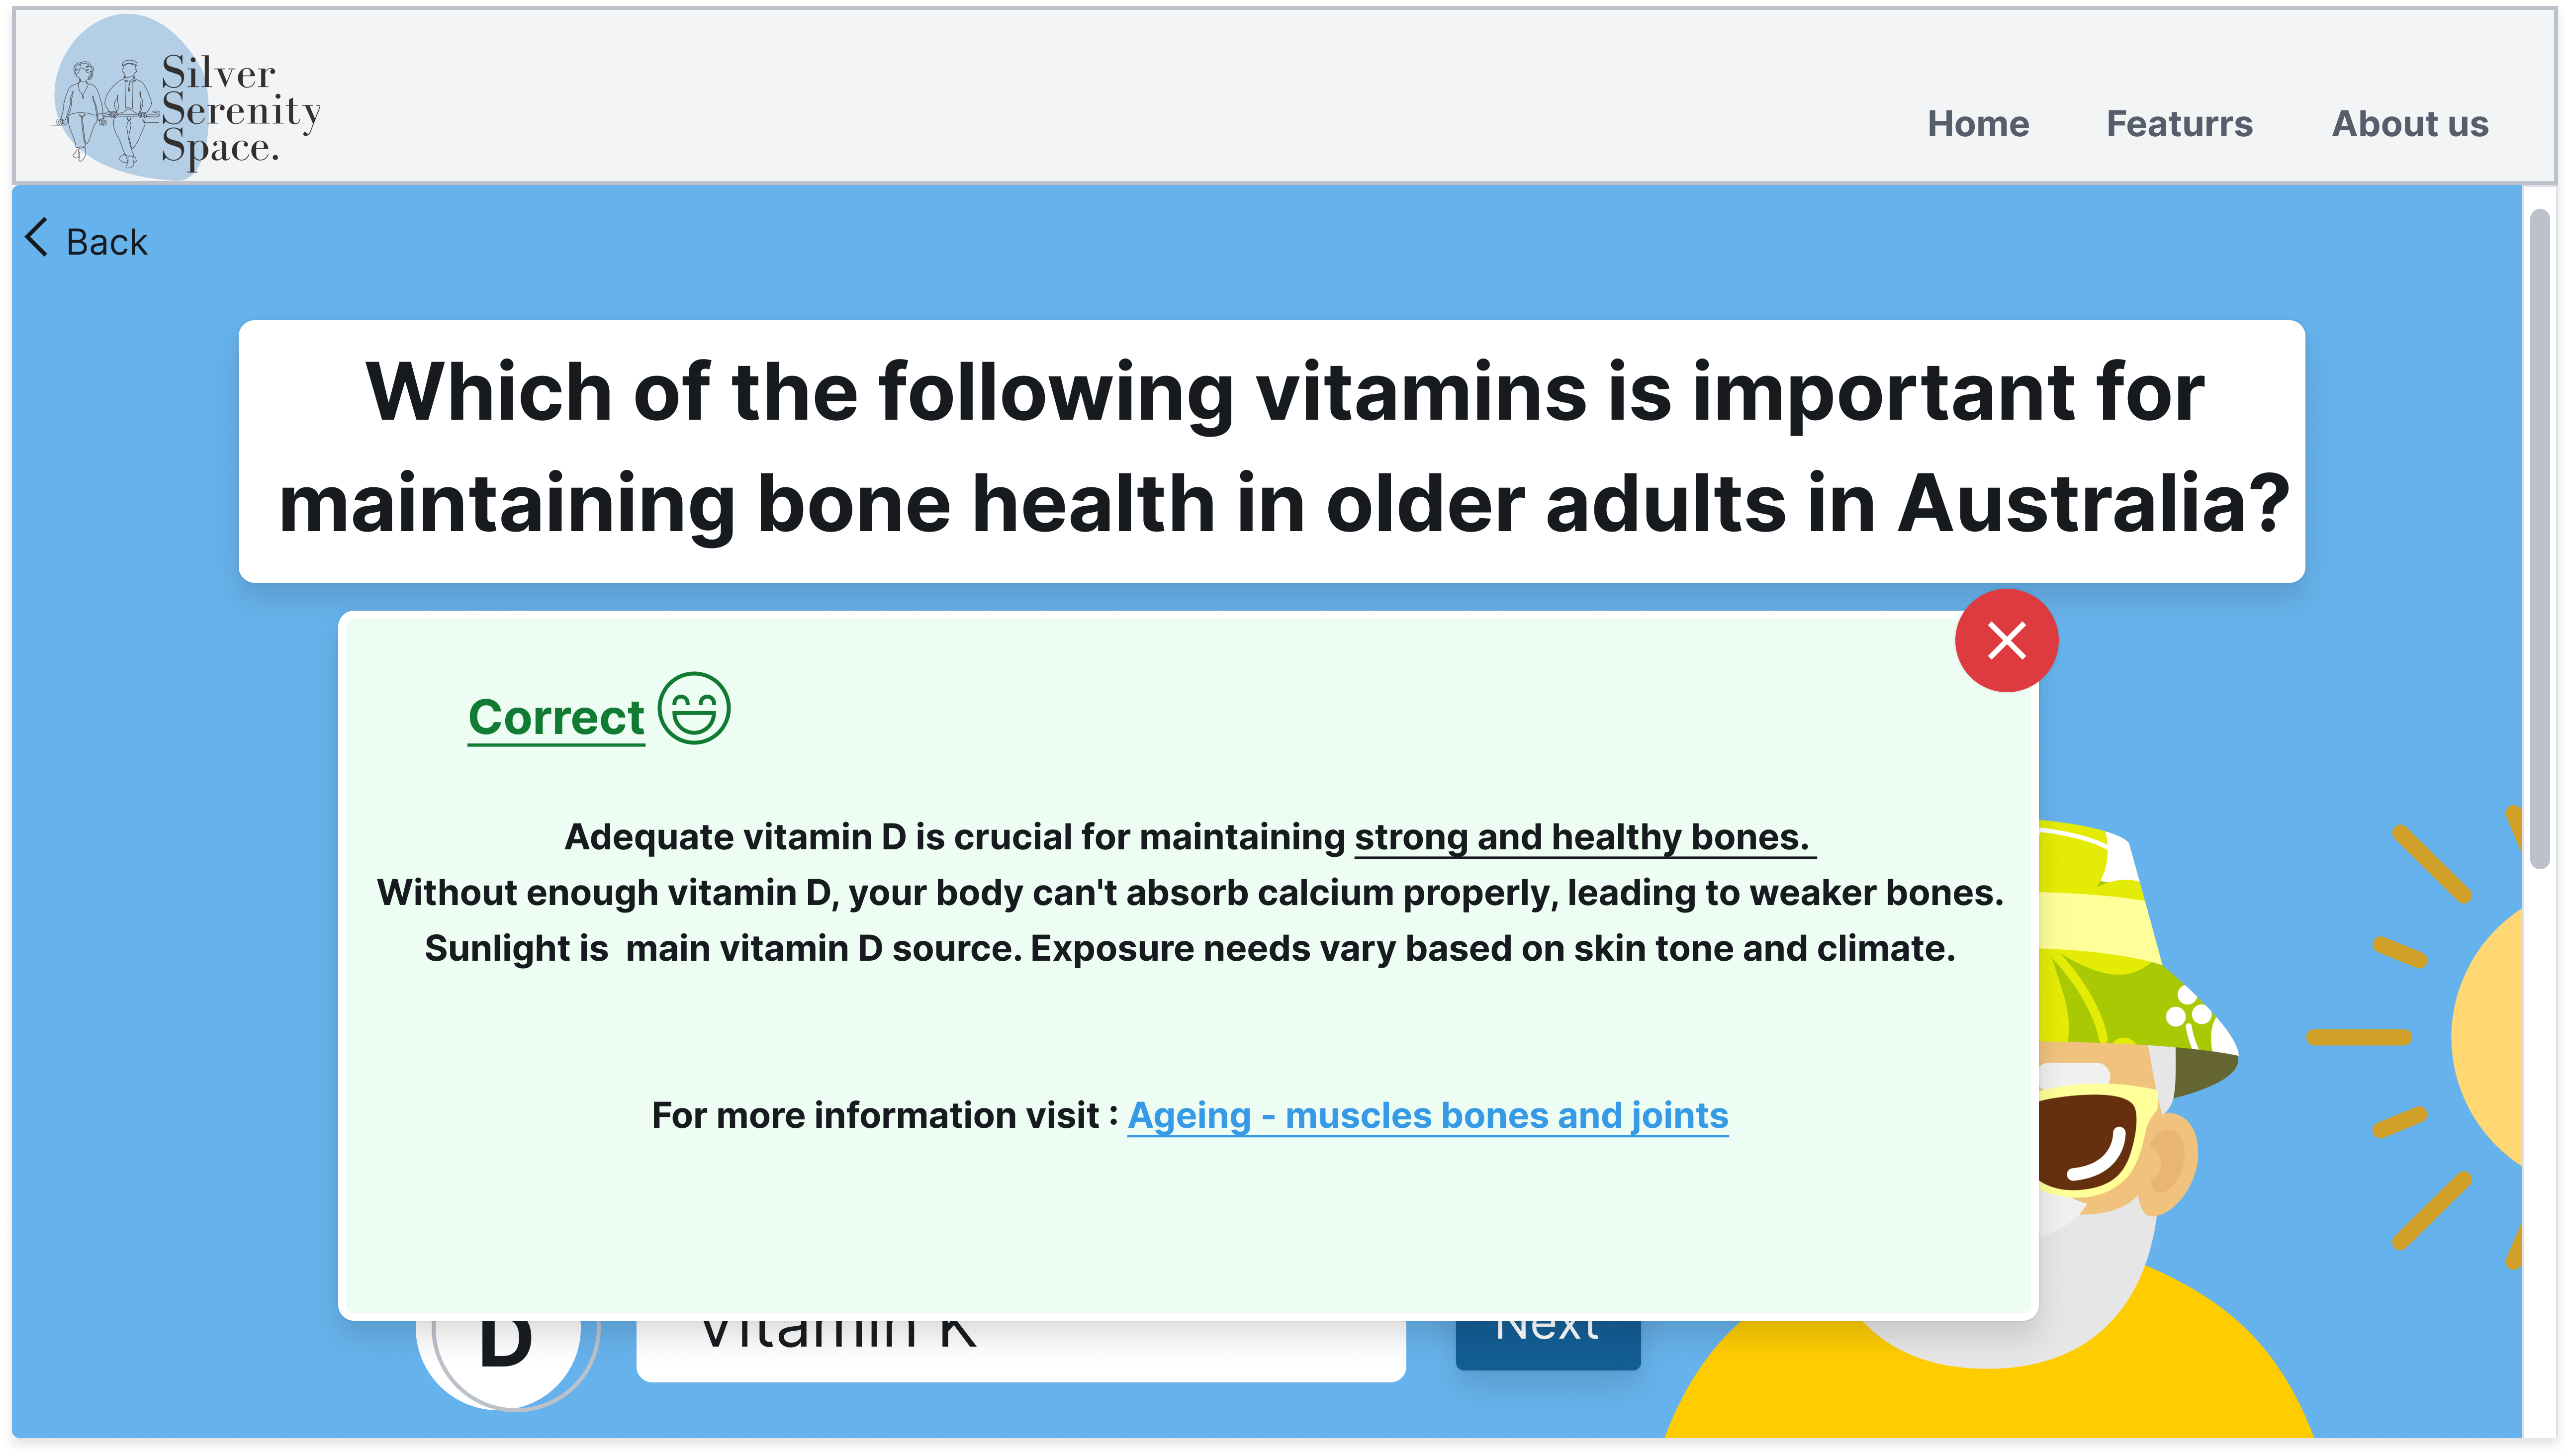 Silver
Serenity
Space.
Home Featurrs About us
Back
Which of the following vitamins is important for
maintaining bone health in older adults in Australia?
Correct
Adequate vitamin D is crucial for maintaining strong and healthy bones.
Without enough vitamin D, your body can't absorb calcium properly, leading to weaker bones.
Sunlight is  main vitamin D source. Exposure needs vary based on skin tone and climate.
For more information visit : Ageing - muscles bones and joints
D Vitamin K Next